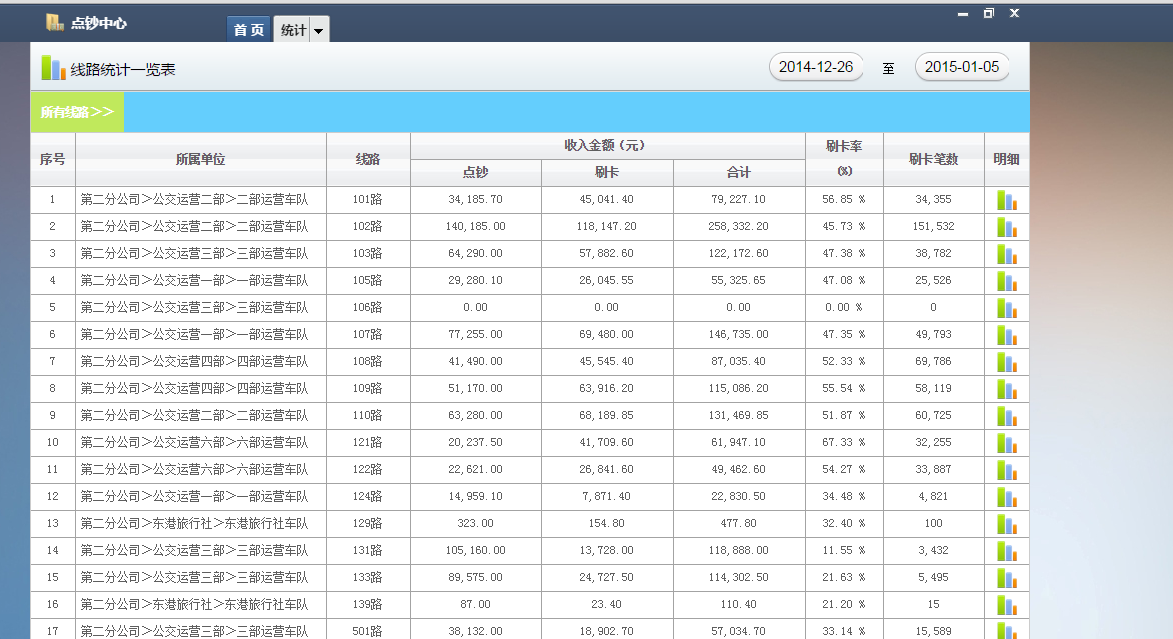 点钞中心
首 页 统计
线路统计一览表 2014-12-26 至 2015-01-05
所有线路>>
序号 所属单位 线路 收入金额（元） 刷卡率(%) 刷卡笔数 明细
点钞 刷卡 合计
1 第二分公司>公交运营二部>二部运营车队 101路 34,185.70 45,041.40 79,227.10 56.85 % 34,355
2 第二分公司>公交运营二部>二部运营车队 102路 140,185.00 118,147.20 258,332.20 45.73 % 151,532
3 第二分公司>公交运营三部>三部运营车队 103路 64,290.00 57,882.60 122,172.60 47.38 % 38,782
4 第二分公司>公交运营一部>一部运营车队 105路 29,280.10 26,045.55 55,325.65 47.08 % 25,526
5 第二分公司>公交运营三部>三部运营车队 106路 0.00 0.00 0.00 0.00 % 0
6 第二分公司>公交运营一部>一部运营车队 107路 77,255.00 69,480.00 146,735.00 47.35 % 49,793
7 第二分公司>公交运营四部>四部运营车队 108路 41,490.00 45,545.40 87,035.40 52.33 % 69,786
8 第二分公司>公交运营四部>四部运营车队 109路 51,170.00 63,916.20 115,086.20 55.54 % 58,119
9 第二分公司>公交运营二部>二部运营车队 110路 63,280.00 68,189.85 131,469.85 51.87 % 60,725
10 第二分公司>公交运营六部>六部运营车队 121路 20,237.50 41,709.60 61,947.10 67.33 % 32,255
11 第二分公司>公交运营六部>六部运营车队 122路 22,621.00 26,841.60 49,462.60 54.27 % 33,887
12 第二分公司>公交运营一部>一部运营车队 124路 14,959.10 7,871.40 22,830.50 34.48 % 4,821
13 第二分公司>东港旅行社>东港旅行社车队 129路 323.00 154.80 477.80 32.40 % 100
14 第二分公司>公交运营三部>三部运营车队 131路 105,160.00 13,728.00 118,888.00 11.55 % 3,432
15 第二分公司>公交运营三部>三部运营车队 133路 89,575.00 24,727.50 114,302.50 21.63 % 5,495
16 第二分公司>东港旅行社>东港旅行社车队 139路 87.00 23.40 110.40 21.20 % 15
17 第二分公司>公交运营三部>三部运营车队 501路 38,132.00 18,902.70 57,034.70 33.14 % 15,589